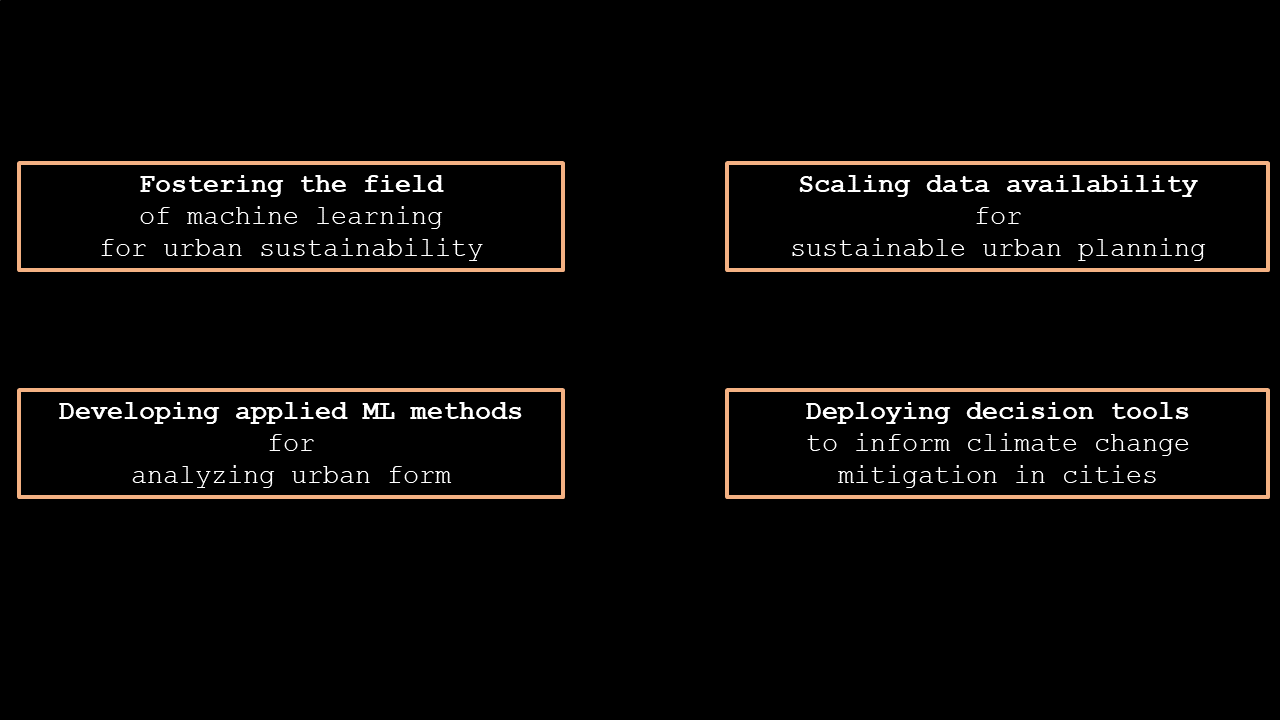 Fostering the field
of machine learning
for urban sustainability
Scaling data availability
for
sustainable urban planning
Developing applied ML methods
for
analyzing urban form
Deploying decision tools
to inform climate change
mitigation in cities